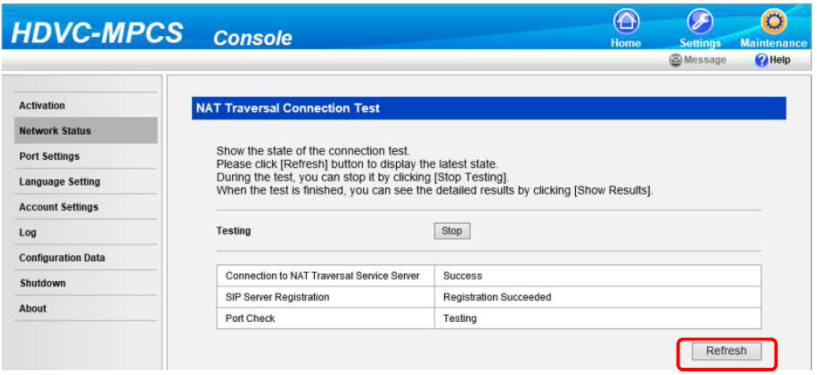 HDVC-MPCS Console
Home Settings Maintenance
Message Help
Activation
Network Status
Port Settings
Language Setting
Account Settings
Log
Configuration Data
Shutdown
About
NAT Traversal Connection Test
Show the state of the connection test.
Please click [Refresh] button to display the latest state.
During the test, you can stop it by clicking [Stop Testing].
When the test is finished, you can see the detailed results by clicking [Show Results].
Testing Stop
Connection to NAT Traversal Service Server Success
SIP Server Registration Registration Succeeded
Port Check Testing
Refresh